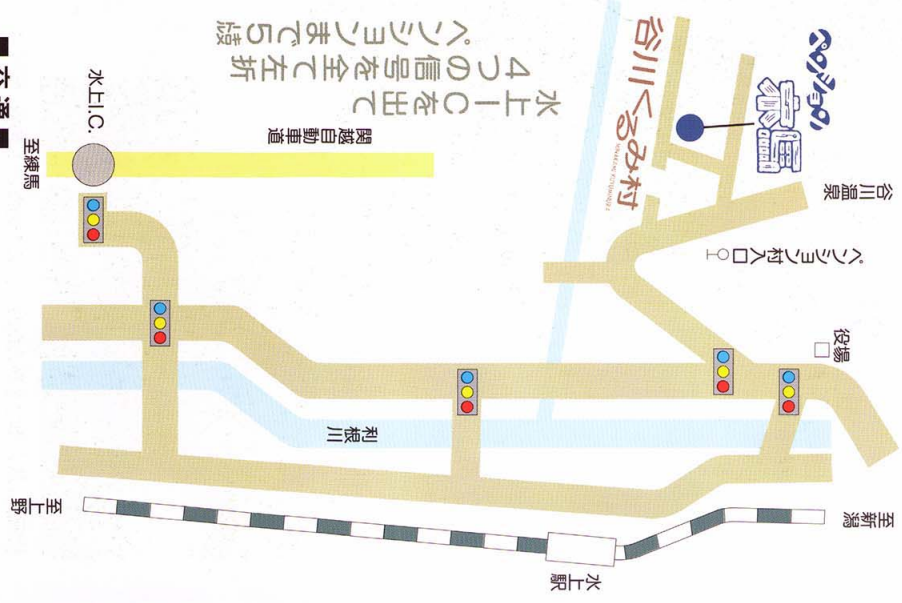 ■交通■
水上ICを出て
4つの信号を全て左折
ペンションまで5
ペンション
谷川くるみ村
谷川温泉
ペンション村入口
役場
水上I.C.
至練馬
関越自動車道
利根川
至上野
水上駅
至新潟